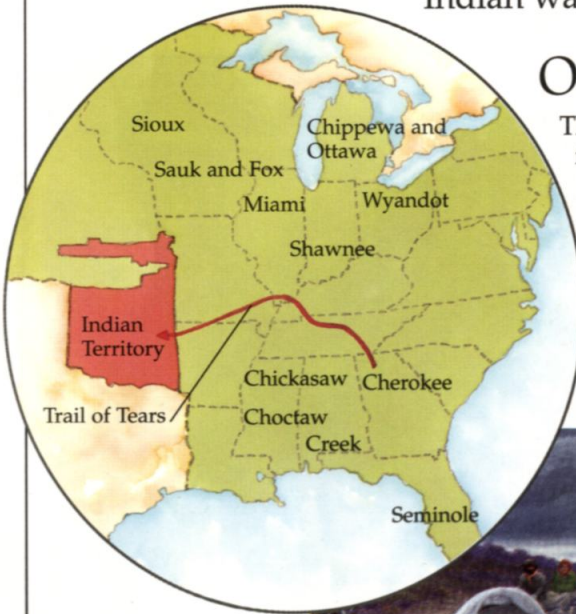 Indian wa
O
T
Sioux
Chippewa and
Ottawa
Sauk and Fox
Miami
Wyandot
Shawnee
Indian
Territory
Chickasaw
Cherokee
Trail of Tears
Choctaw
Creek
Seminole